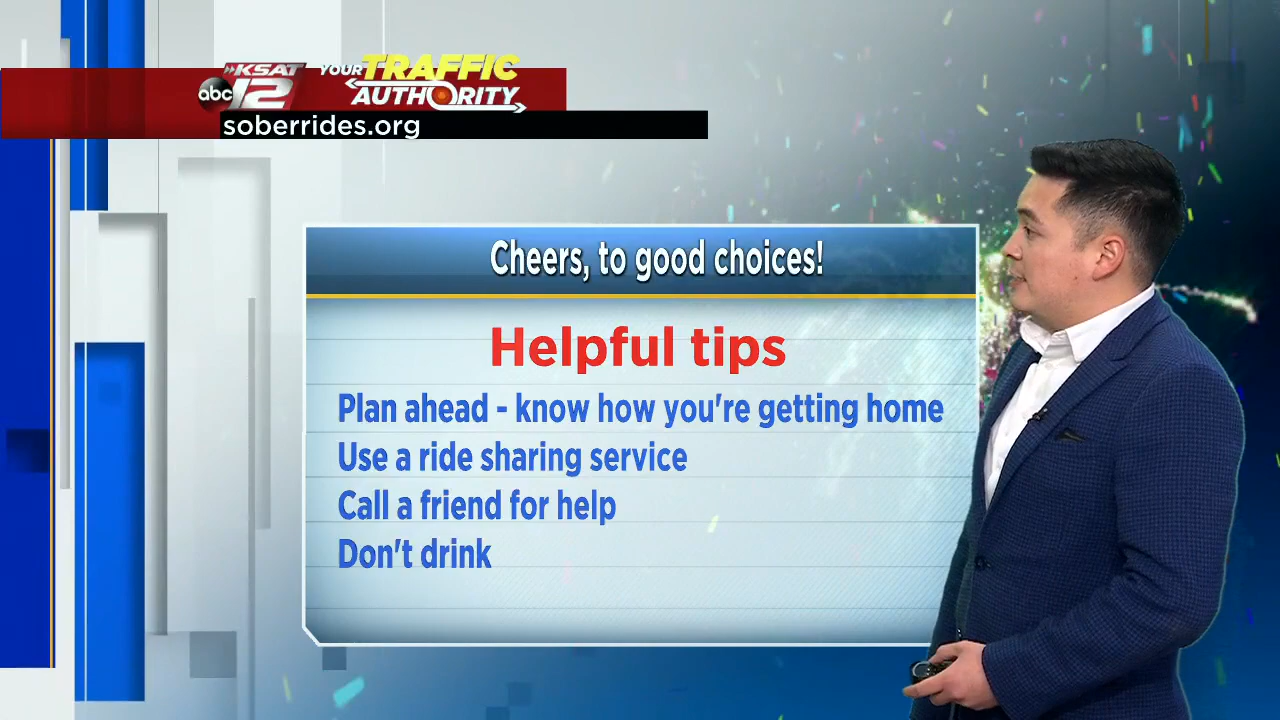 »KSAT
abc 12
YOUR TRAFFIC
AUTHORITY
soberrides.org
Cheers, to good choices!
Helpful tips
Plan ahead - know how you're getting home
Use a ride sharing service
Call a friend for help
Don't drink